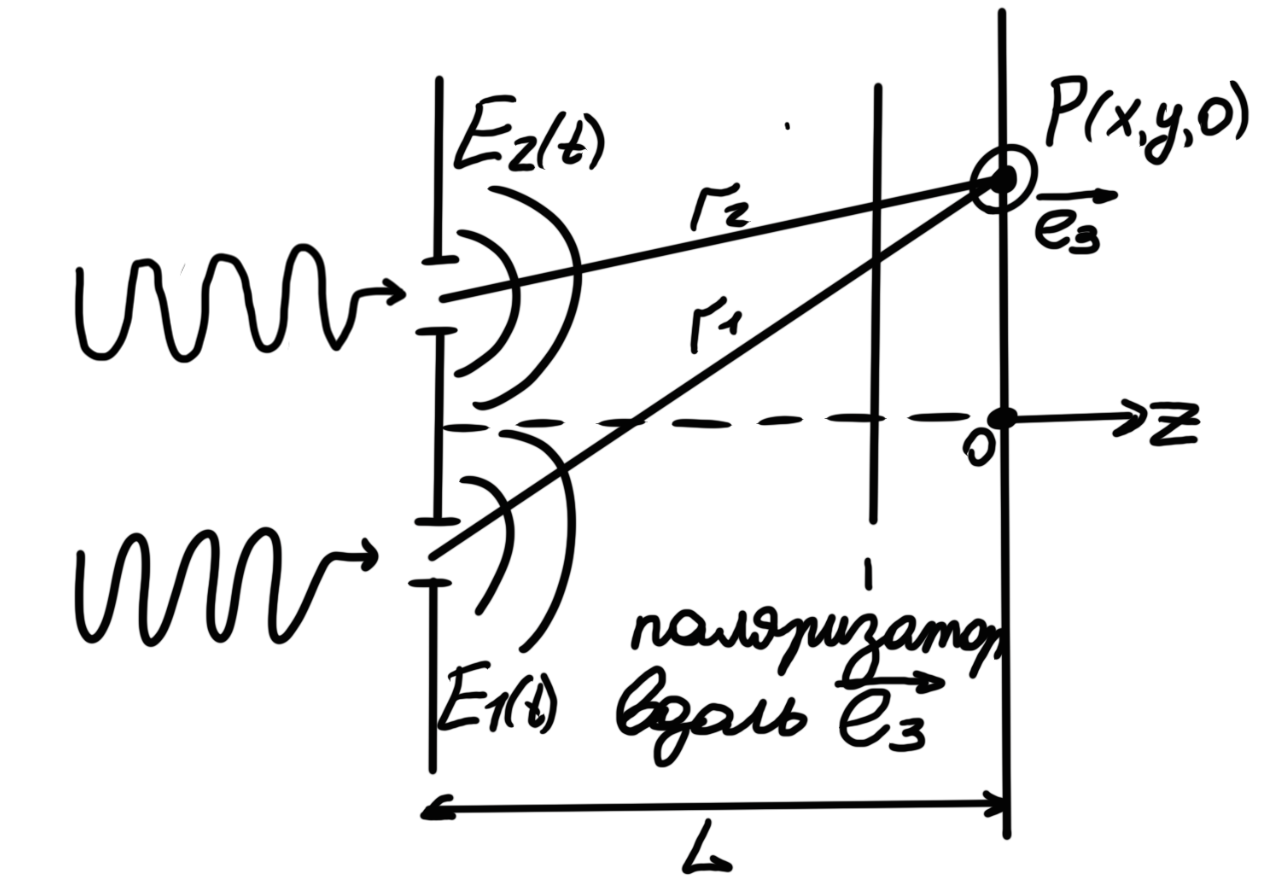 E₂(t)
P(x,y,0)
r₂
e₃
r₁
0
z
поляризатор
вдоль e₃
E₁(t)
L